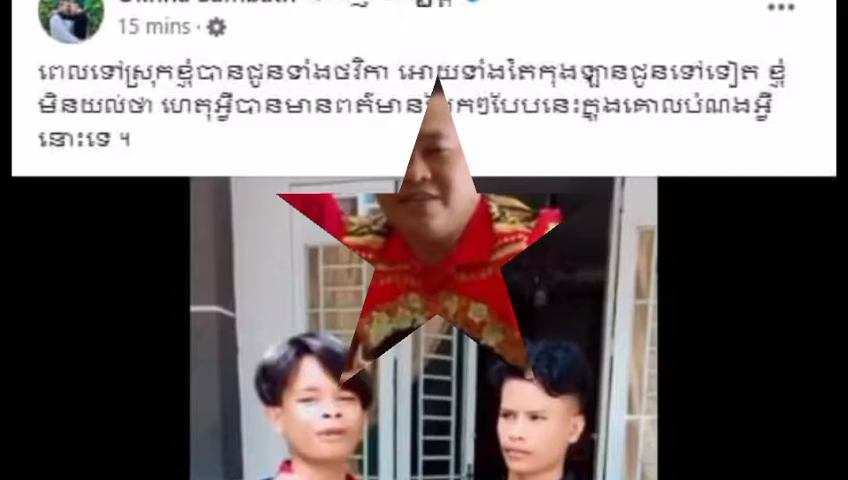 15 mins ·
ពេលទៅស្រុកខ្ញុំបានជូនទាំងថវិកា អោយទាំងតៃកុងឡានជូនទៅទៀត ខ្ញុំ
មិនយល់ថា ហេតុអ្វីបានមានពត៌មាន បែបនេះក្នុងគោលបំណងអ្វី
នោះទេ ។